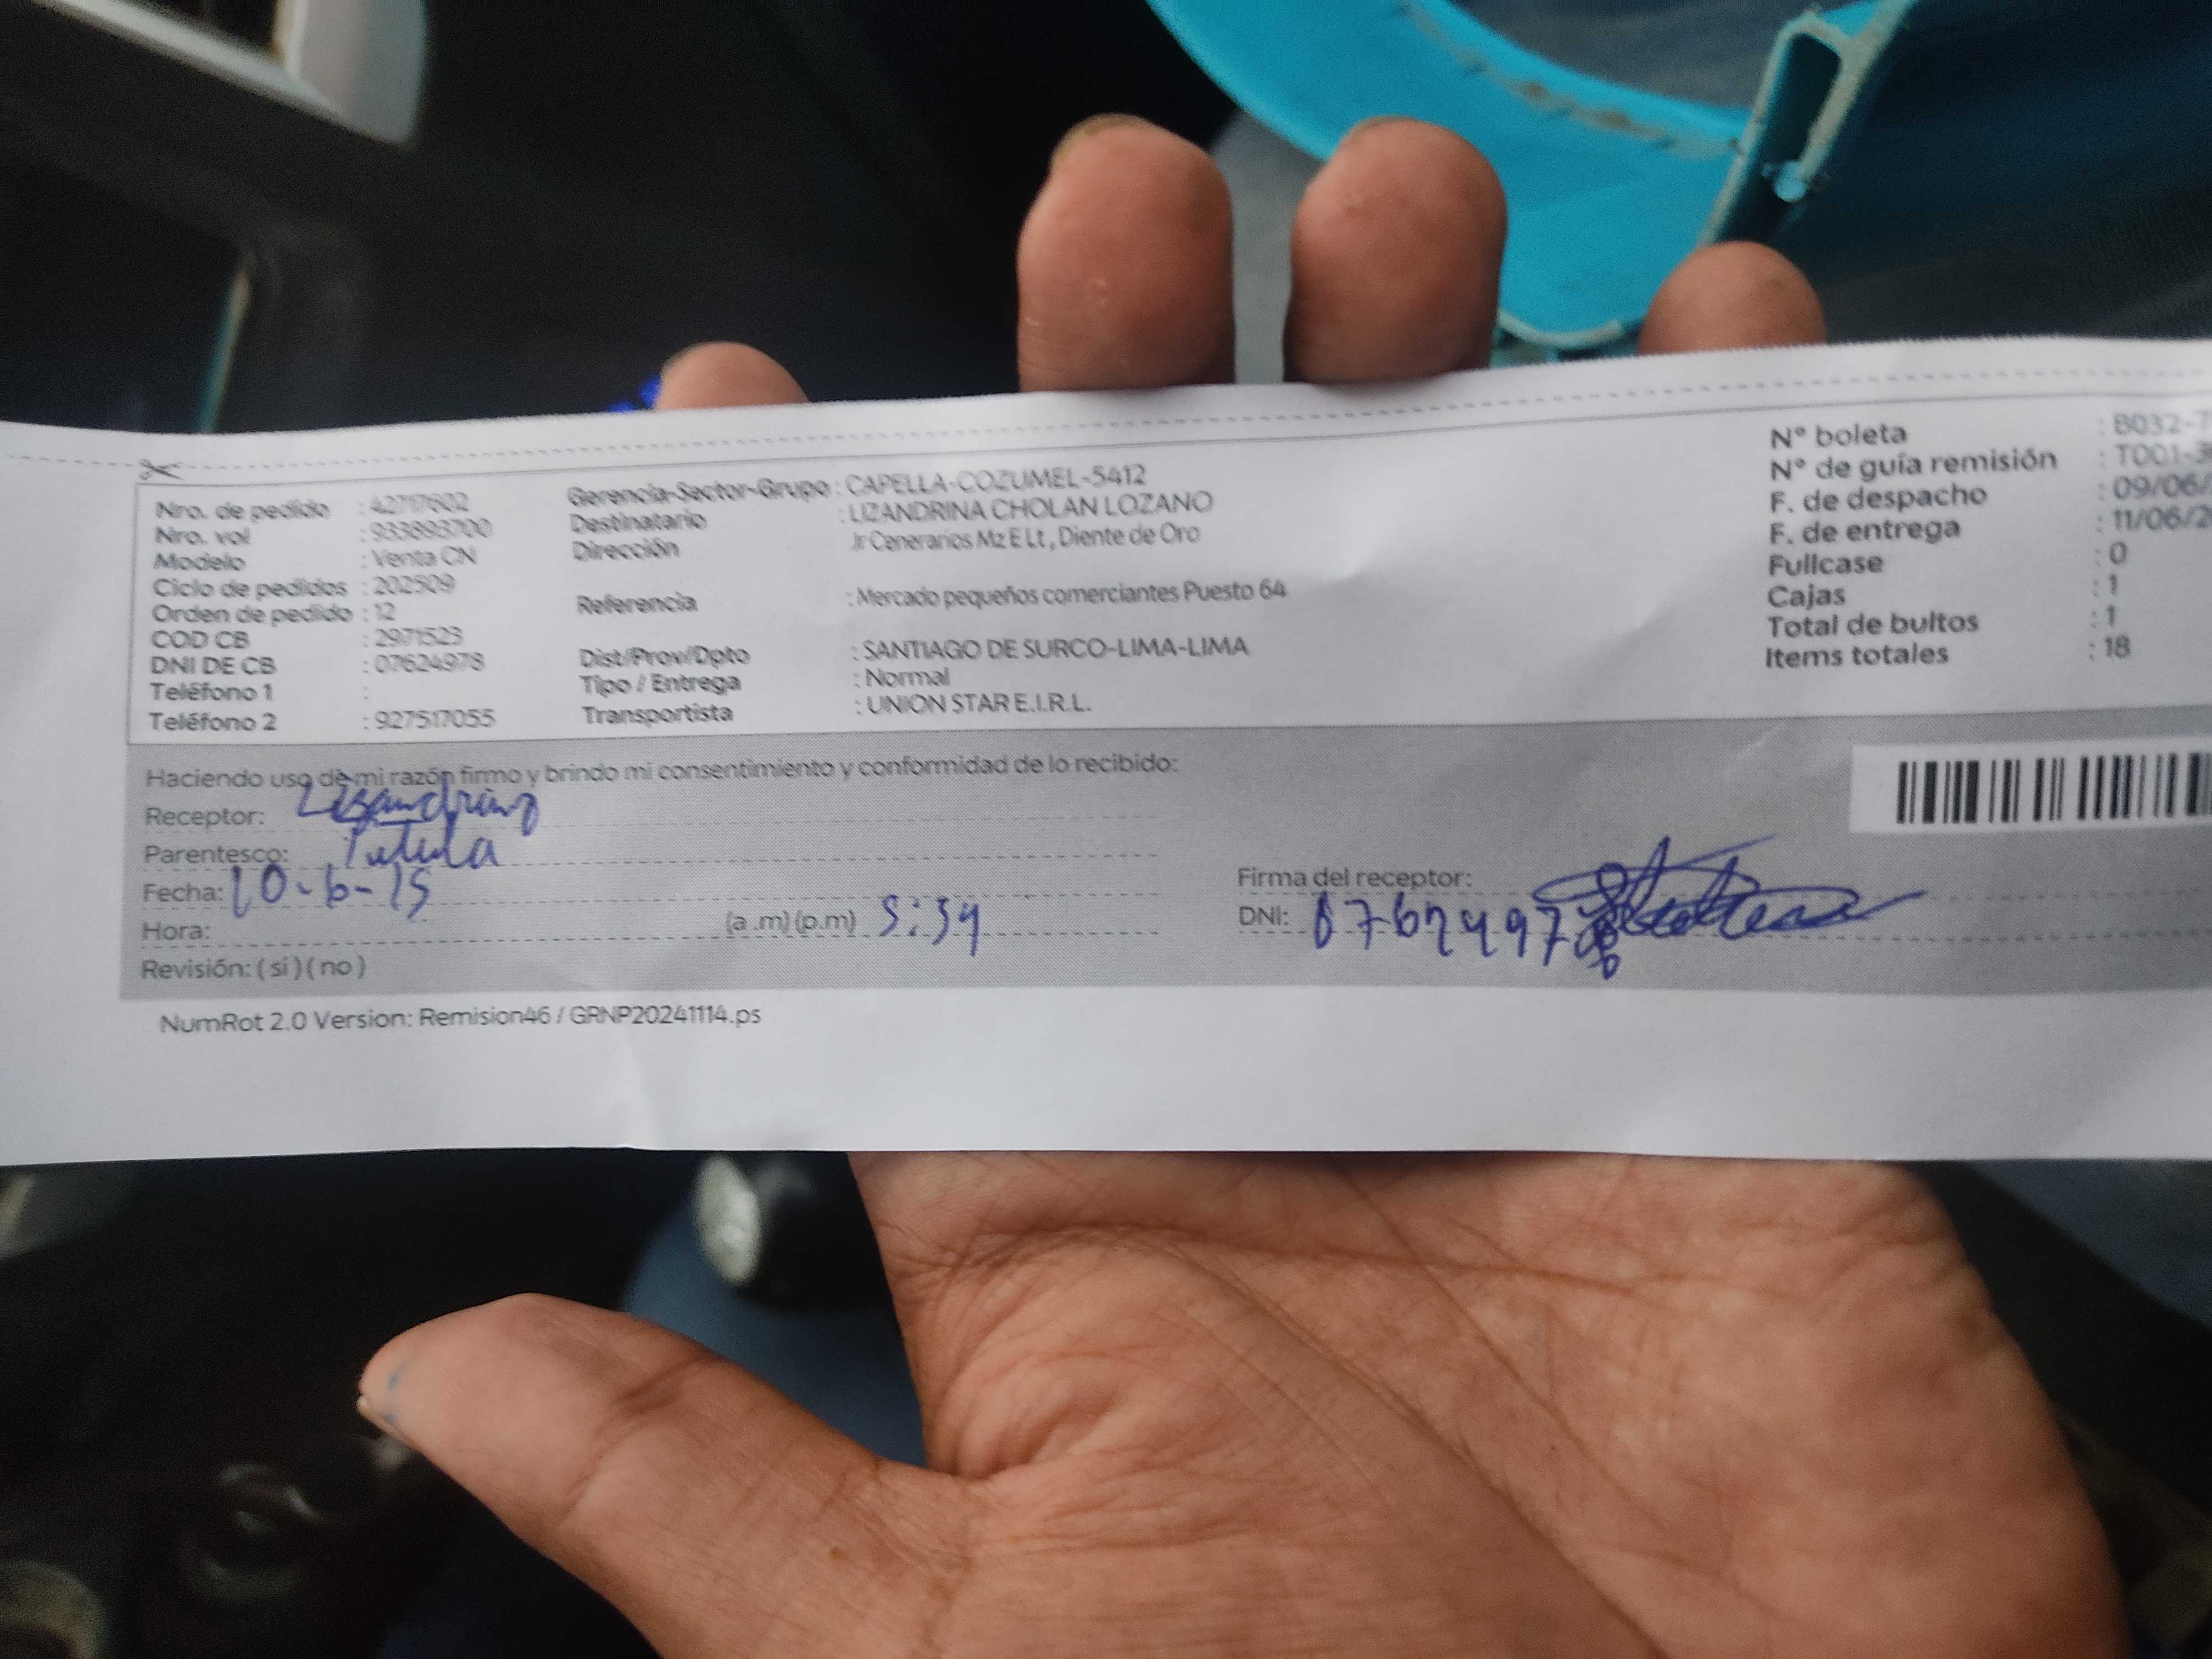 Nro. de pedido : 42717602
Nro. vol : 933893700
Modelo : Venta CN
Ciclo de pedidos : 202509
Orden de pedido : 12
COD CB : 2971523
DNI DE CB : 07624978
Teléfono 1 :
Teléfono 2 : 927517055
Gerencia-Sector-Grupo : CAPELLA-COZUMEL-5412
Destinatario : LIZANDRINA CHOLAN LOZANO
Dirección Jr Cenerarios Mz E Lt , Diente de Oro
Referencia : Mercado pequeños comerciantes Puesto 64
Dist/Prov/Dpto : SANTIAGO DE SURCO-LIMA-LIMA
Tipo / Entrega : Normal
Transportista : UNION STAR E.I.R.L.
N° boleta : B032-7
N° de guía remisión : T001-3
F. de despacho : 09/06/
F. de entrega : 11/06/2
Fullcase : 0
Cajas : 1
Total de bultos : 1
Items totales : 18
Haciendo uso de mi razón firmo y brindo mi consentimiento y conformidad de lo recibido:
Receptor: Lisandrina
Parentesco: Titula
Fecha: 10-6-15
Hora: (a .m) (p.m) 3:34
Revisión: ( si ) ( no )
Firma del receptor:
DNI: 07624978
NumRot 2.0 Version: Remision46 / GRNP20241114.ps